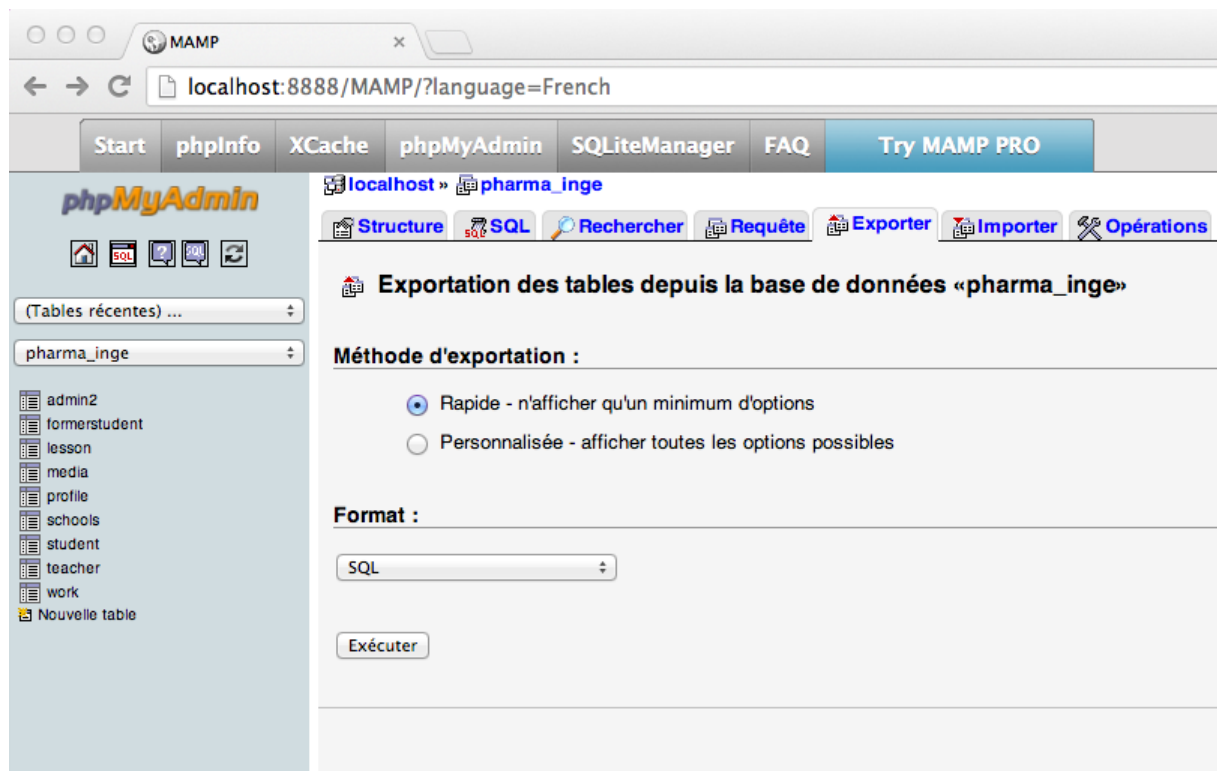 MAMP
localhost:8888/MAMP/?language=French
Start phpInfo XCache phpMyAdmin SQLiteManager FAQ Try MAMP PRO
phpMyAdmin
(Tables récentes) ...
pharma_inge
admin2
formerstudent
lesson
media
profile
schools
student
teacher
work
Nouvelle table
localhost » pharma_inge
Structure SQL Rechercher Requête Exporter Importer Opérations
Exportation des tables depuis la base de données «pharma_inge»
Méthode d'exportation :
Rapide - n'afficher qu'un minimum d'options
Personnalisée - afficher toutes les options possibles
Format :
SQL
Exécuter